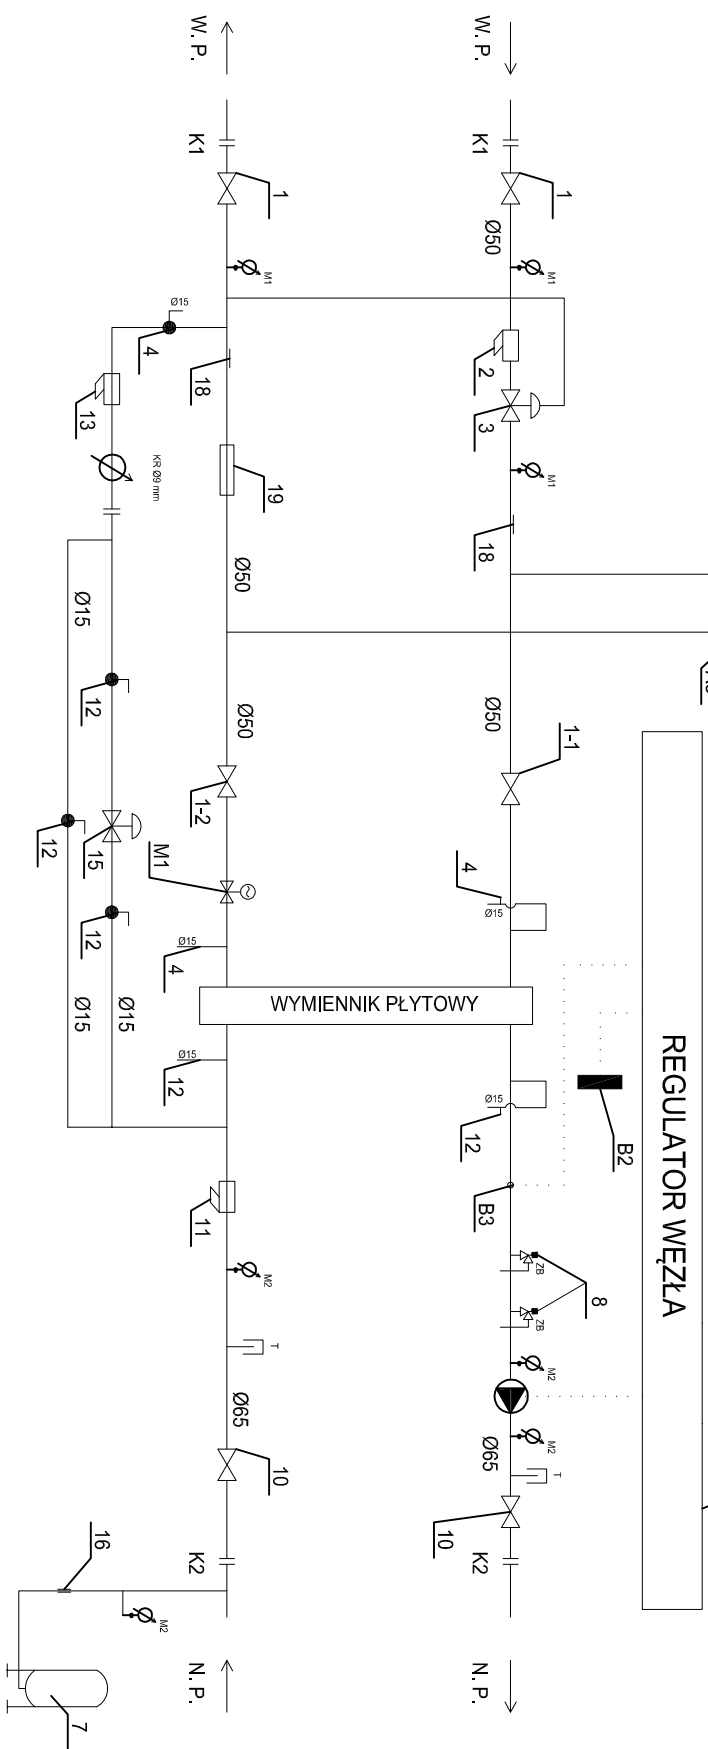 W. P.
W. P.
K1
K1
1
1
Ø50
M1
M1
Ø15
4
18
2
13
3
KR Ø9 mm
19
M1
18
Ø50
Ø15
12
Ø50
Ø50
1-1
1-2
12
15
M1
4
12
Ø15
Ø15
4
WYMIENNIK PŁYTOWY
REGULATOR WĘZŁA
Ø15
Ø15
Ø15
12
Ø15
12
B2
B3
11
8
ZB
ZB
M2
M2
T
Ø65
M2
Ø65
T
10
10
K2
K2
16
M2
N. P.
N. P.
7